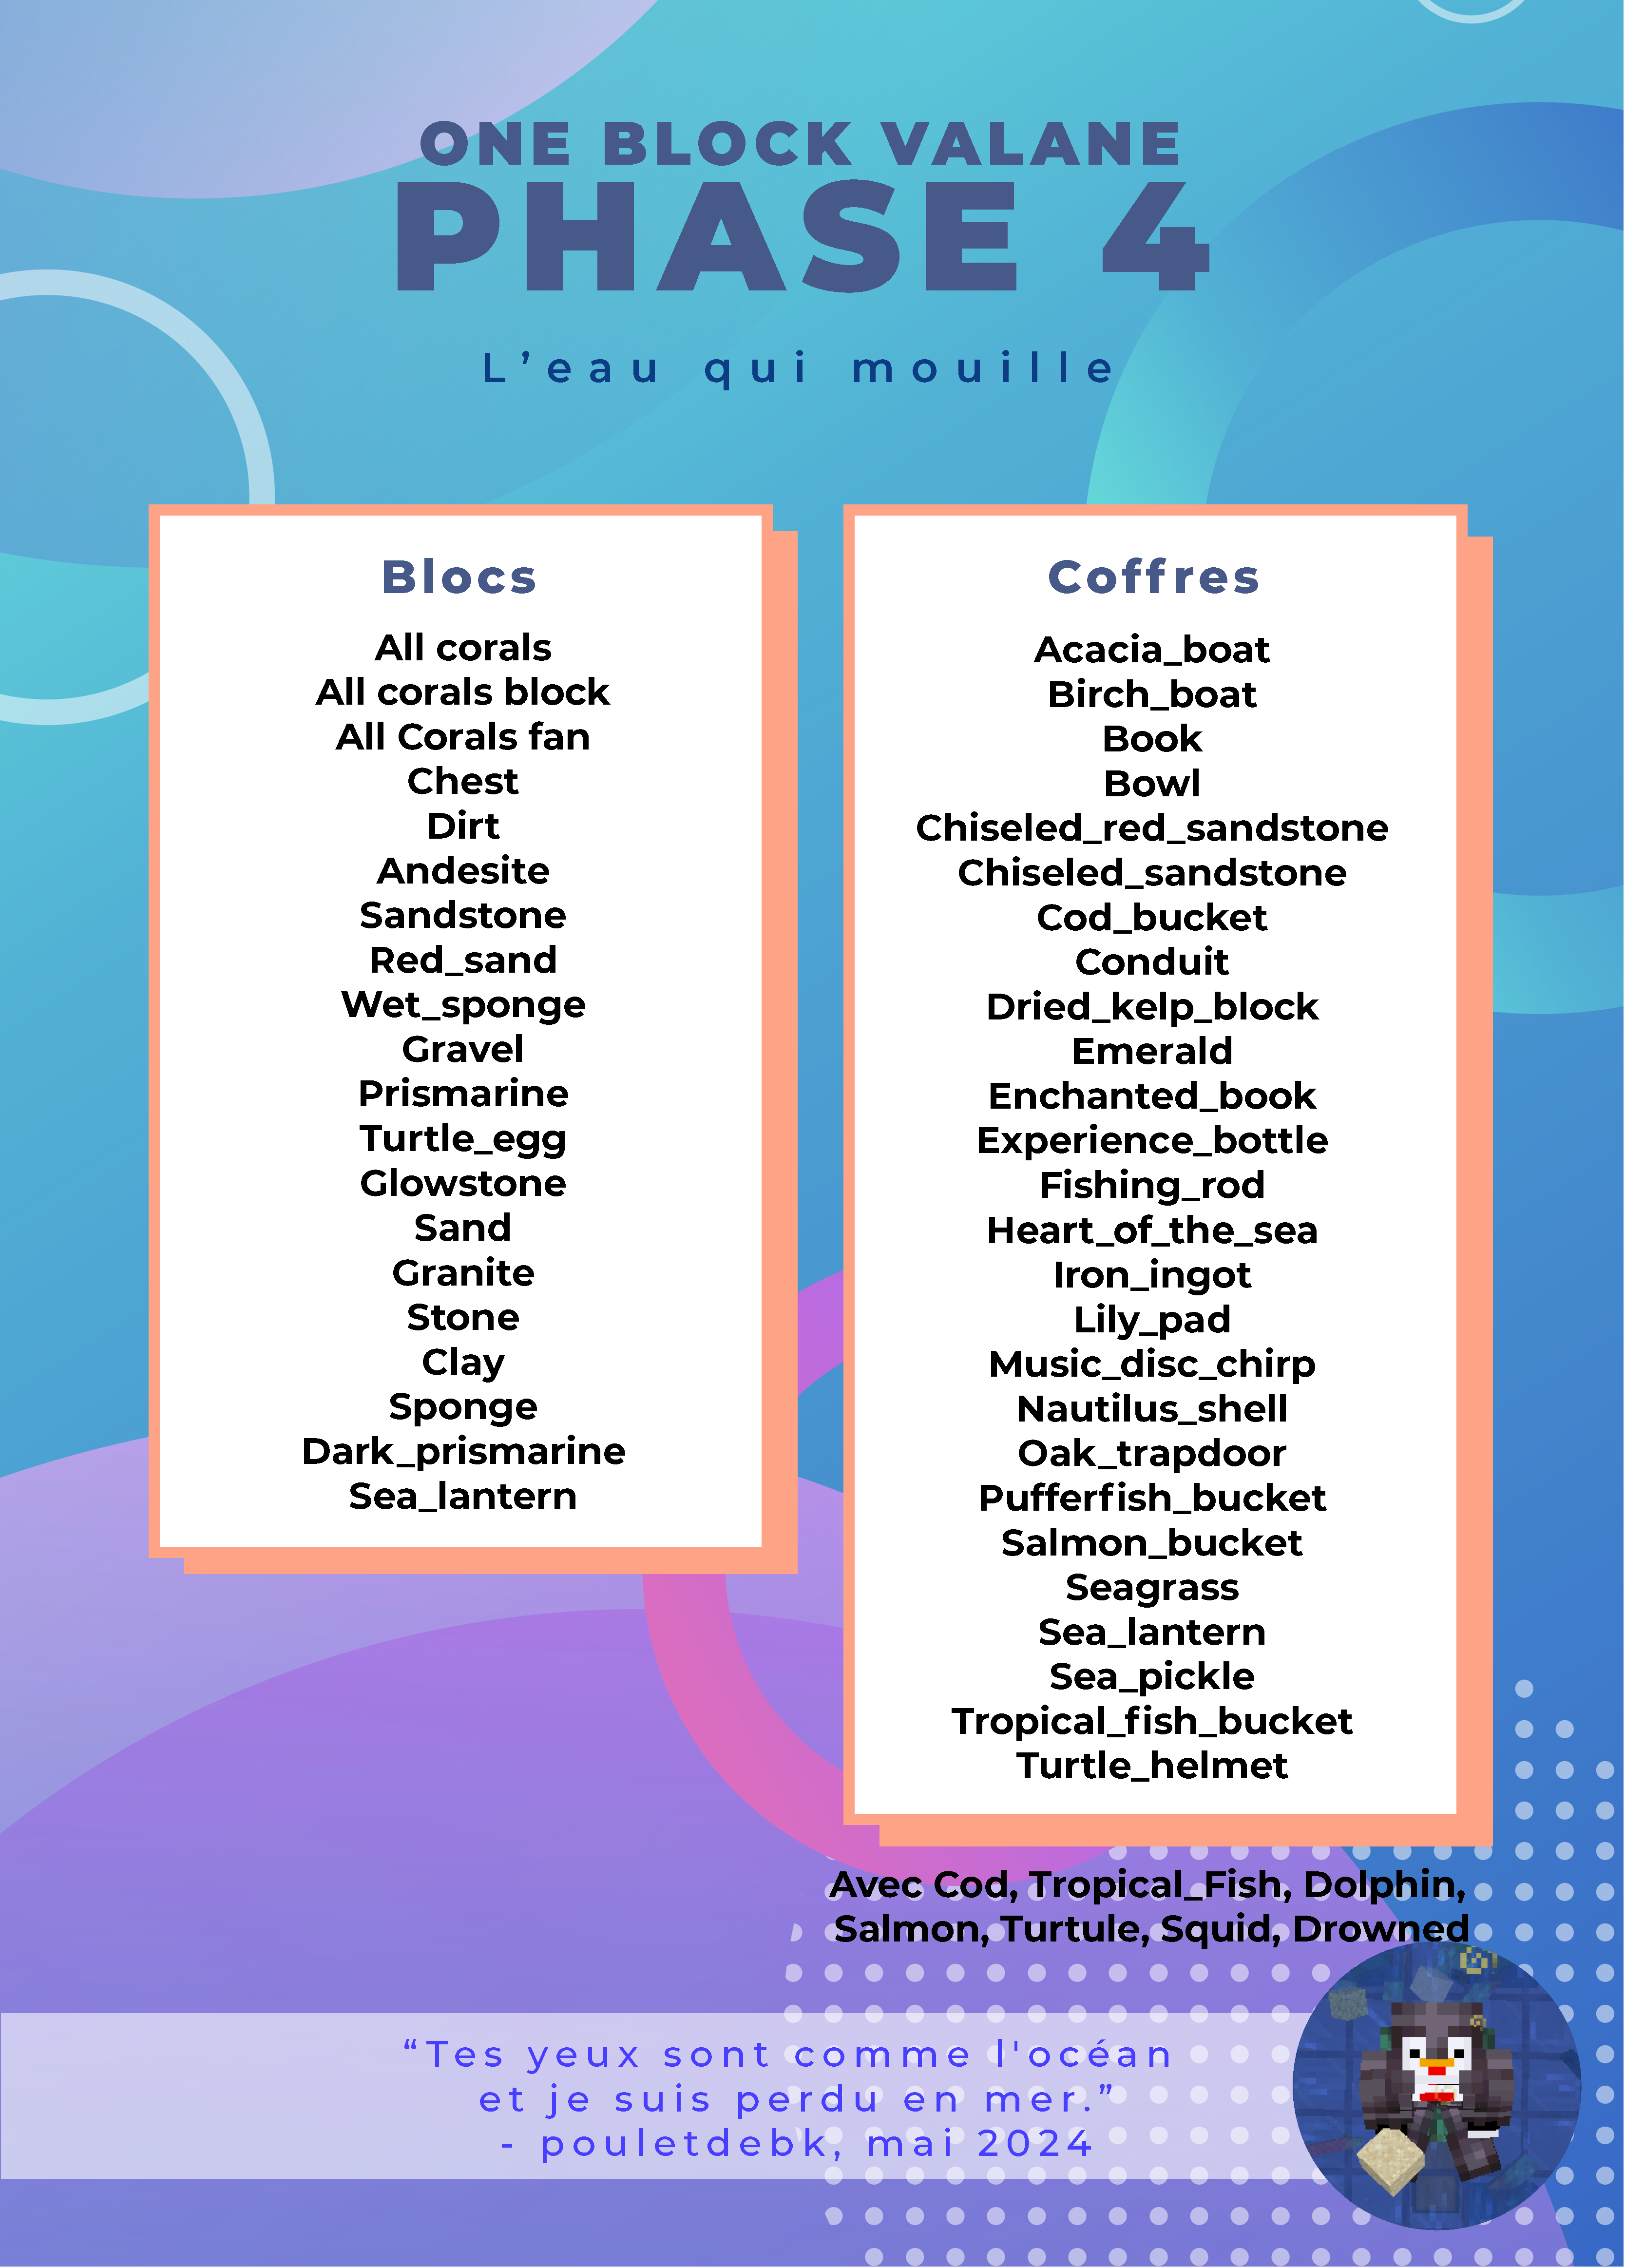 ONE BLOCK VALANE
PHASE 4
L’eau qui mouille
Blocs
All corals
All corals block
All Corals fan
Chest
Dirt
Andesite
Sandstone
Red_sand
Wet_sponge
Gravel
Prismarine
Turtle_egg
Glowstone
Sand
Granite
Stone
Clay
Sponge
Dark_prismarine
Sea_lantern
Coffres
Acacia_boat
Birch_boat
Book
Bowl
Chiseled_red_sandstone
Chiseled_sandstone
Cod_bucket
Conduit
Dried_kelp_block
Emerald
Enchanted_book
Experience_bottle
Fishing_rod
Heart_of_the_sea
Iron_ingot
Lily_pad
Music_disc_chirp
Nautilus_shell
Oak_trapdoor
Pufferfish_bucket
Salmon_bucket
Seagrass
Sea_lantern
Sea_pickle
Tropical_fish_bucket
Turtle_helmet
Avec Cod, Tropical_Fish, Dolphin,
Salmon, Turtule, Squid, Drowned
“Tes yeux sont comme l'océan
et je suis perdu en mer.”
- pouletdebk, mai 2024